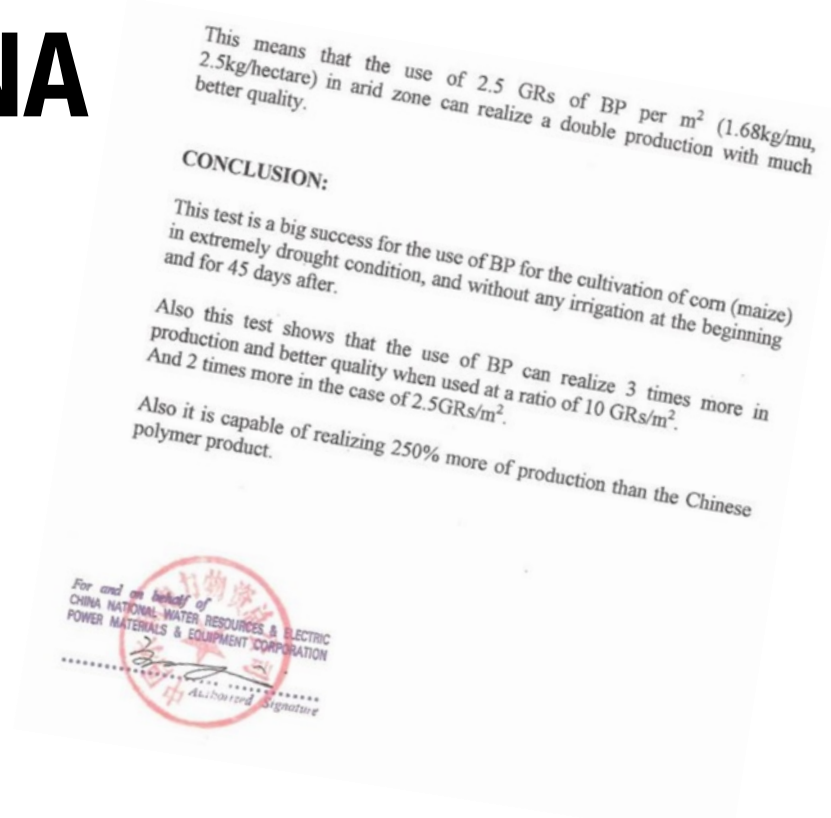 NA
This means that the use of 2.5 GRs of BP per m² (1.68kg/mu,
2.5kg/hectare) in arid zone can realize a double production with much
better quality.
CONCLUSION:
This test is a big success for the use of BP for the cultivation of corn (maize)
in extremely drought condition, and without any irrigation at the beginning
and for 45 days after.
Also this test shows that the use of BP can realize 3 times more in
production and better quality when used at a ratio of 10 GRs/m².
And 2 times more in the case of 2.5GRs/m².
Also it is capable of realizing 250% more of production than the Chinese
polymer product.
For and on behalf of
CHINA NATIONAL WATER RESOURCES & ELECTRIC
POWER MATERIALS & EQUIPMENT CORPORATION
Authorized Signature